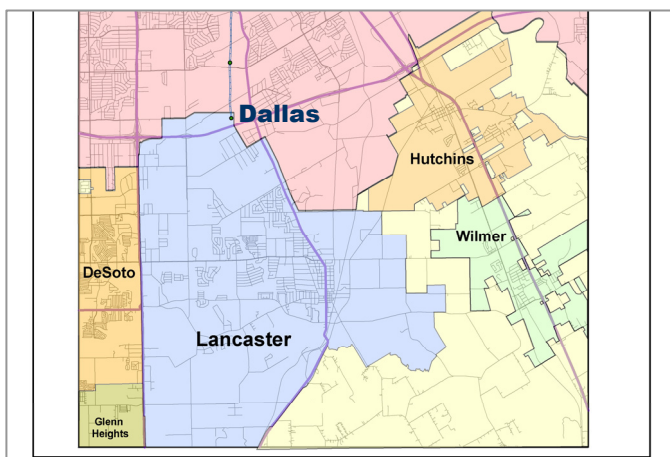 Dallas
Hutchins
Wilmer
DeSoto
Lancaster
Glenn
Heights